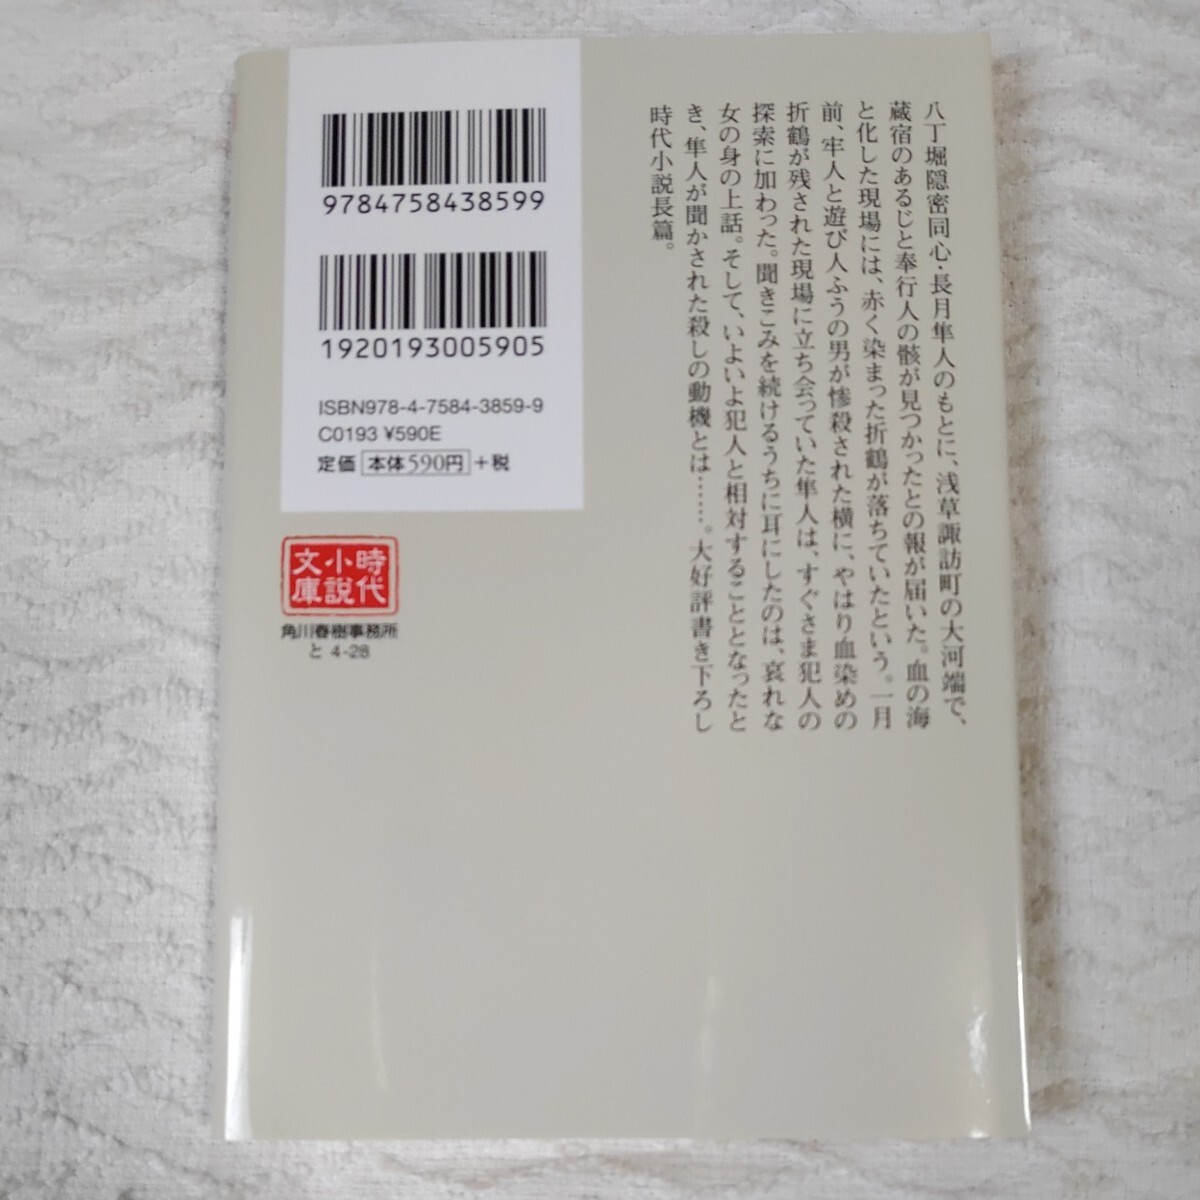 八丁堀隠密同心・長月隼人のもとに、浅草諏訪町の大河端で、
蔵宿のあるじと奉行人の骸が見つかったとの報が届いた。血の海
と化した現場には、赤く染まった折鶴が落ちていたという。一月
前、牢人と遊び人ふうの男が惨殺された横に、やはり血染めの
折鶴が残された現場に立ち会っていた隼人は、すぐさま犯人の
探索に加わった。聞きこみを続けるうちに耳にしたのは、哀れな
女の身の上話。そして、いよいよ犯人と相対することとなったと
き、隼人が聞かされた殺しの動機とは……。大好評書き下ろし
時代小説長篇。
9784758438599
1920193005905
ISBN978-4-7584-3859-9
C0193 ¥590E
定価 本体590円 +税
時代
小説
文庫
角川春樹事務所
と 4-28